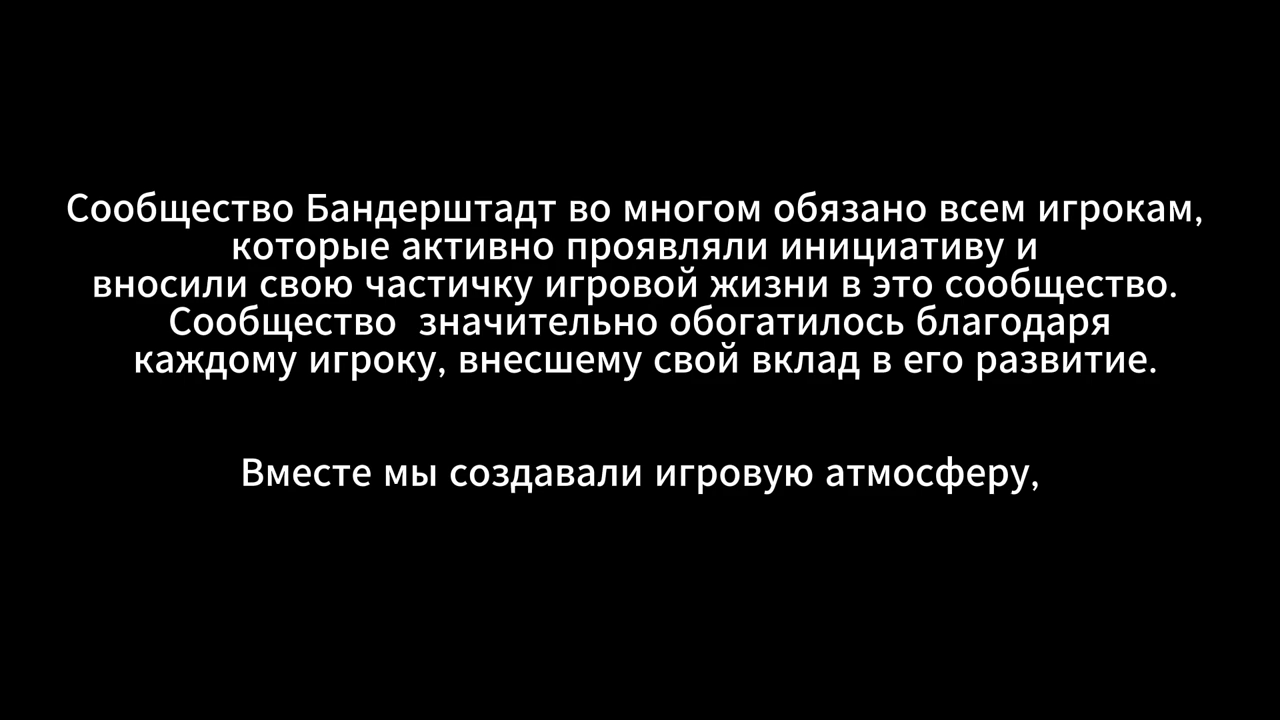 Сообщество Бандерштадт во многом обязано всем игрокам,
которые активно проявляли инициативу и
вносили свою частичку игровой жизни в это сообщество.
Сообщество  значительно обогатилось благодаря
каждому игроку, внесшему свой вклад в его развитие.
Вместе мы создавали игровую атмосферу,